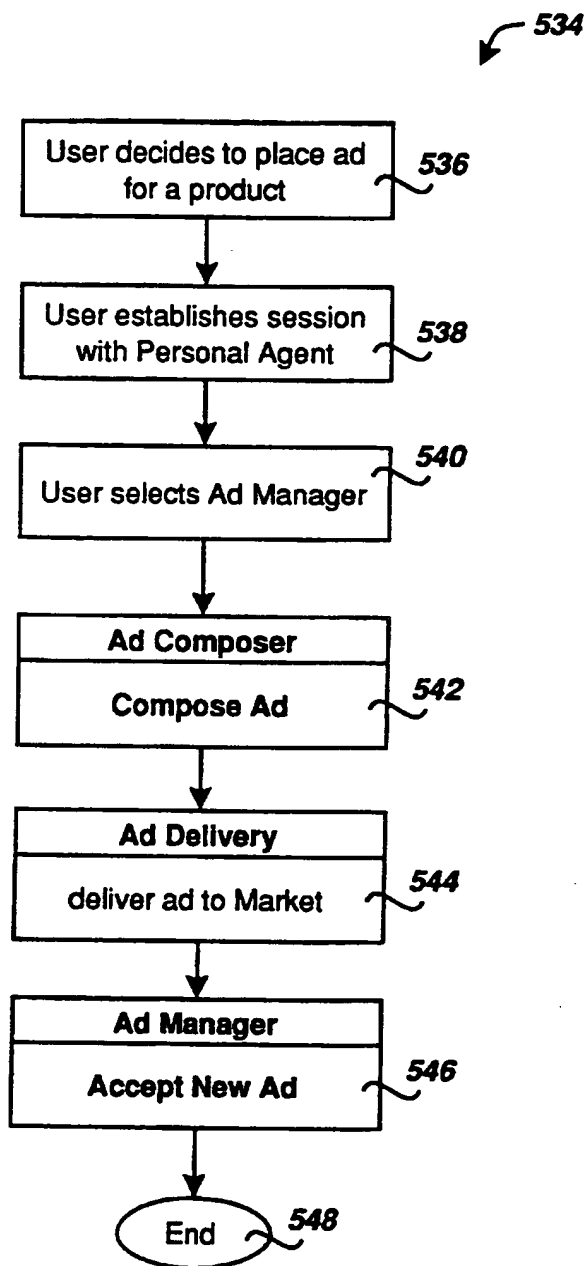 534
User decides to place ad
for a product
536
User establishes session
with Personal Agent
538
User selects Ad Manager
540
Ad Composer
Compose Ad
542
Ad Delivery
deliver ad to Market
544
Ad Manager
Accept New Ad
546
End
548